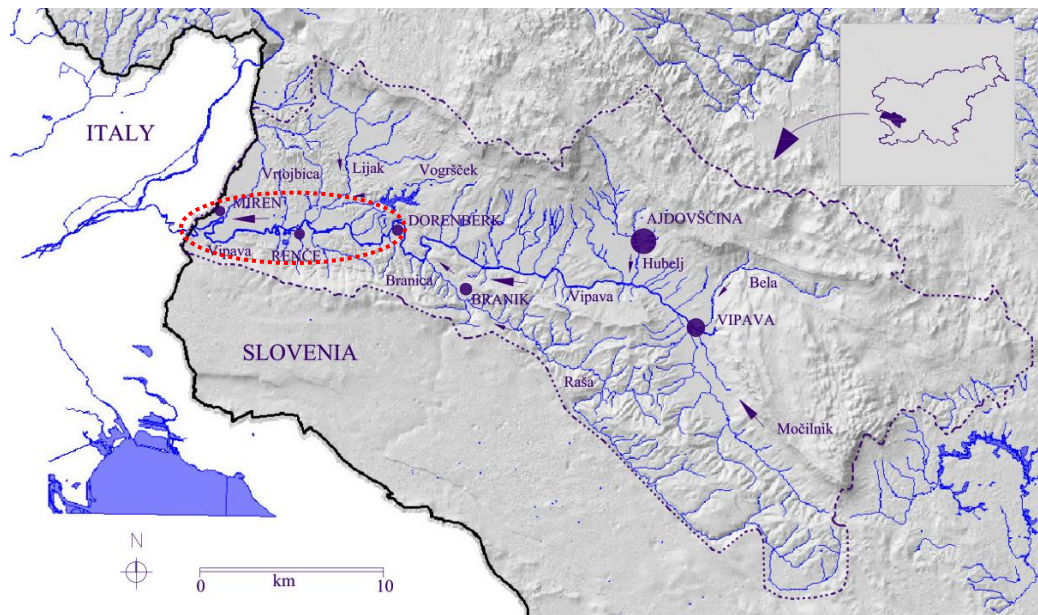 ITALY
Vrtojbica
Lijak
Vogršček
MIREN
DORENBERK
AJDOVŠČINA
Vipava
RENČE
Hubelj
Branica
BRANIK
Vipava
Bela
VIPAVA
SLOVENIA
Raša
Močilnik
N
0
km
10